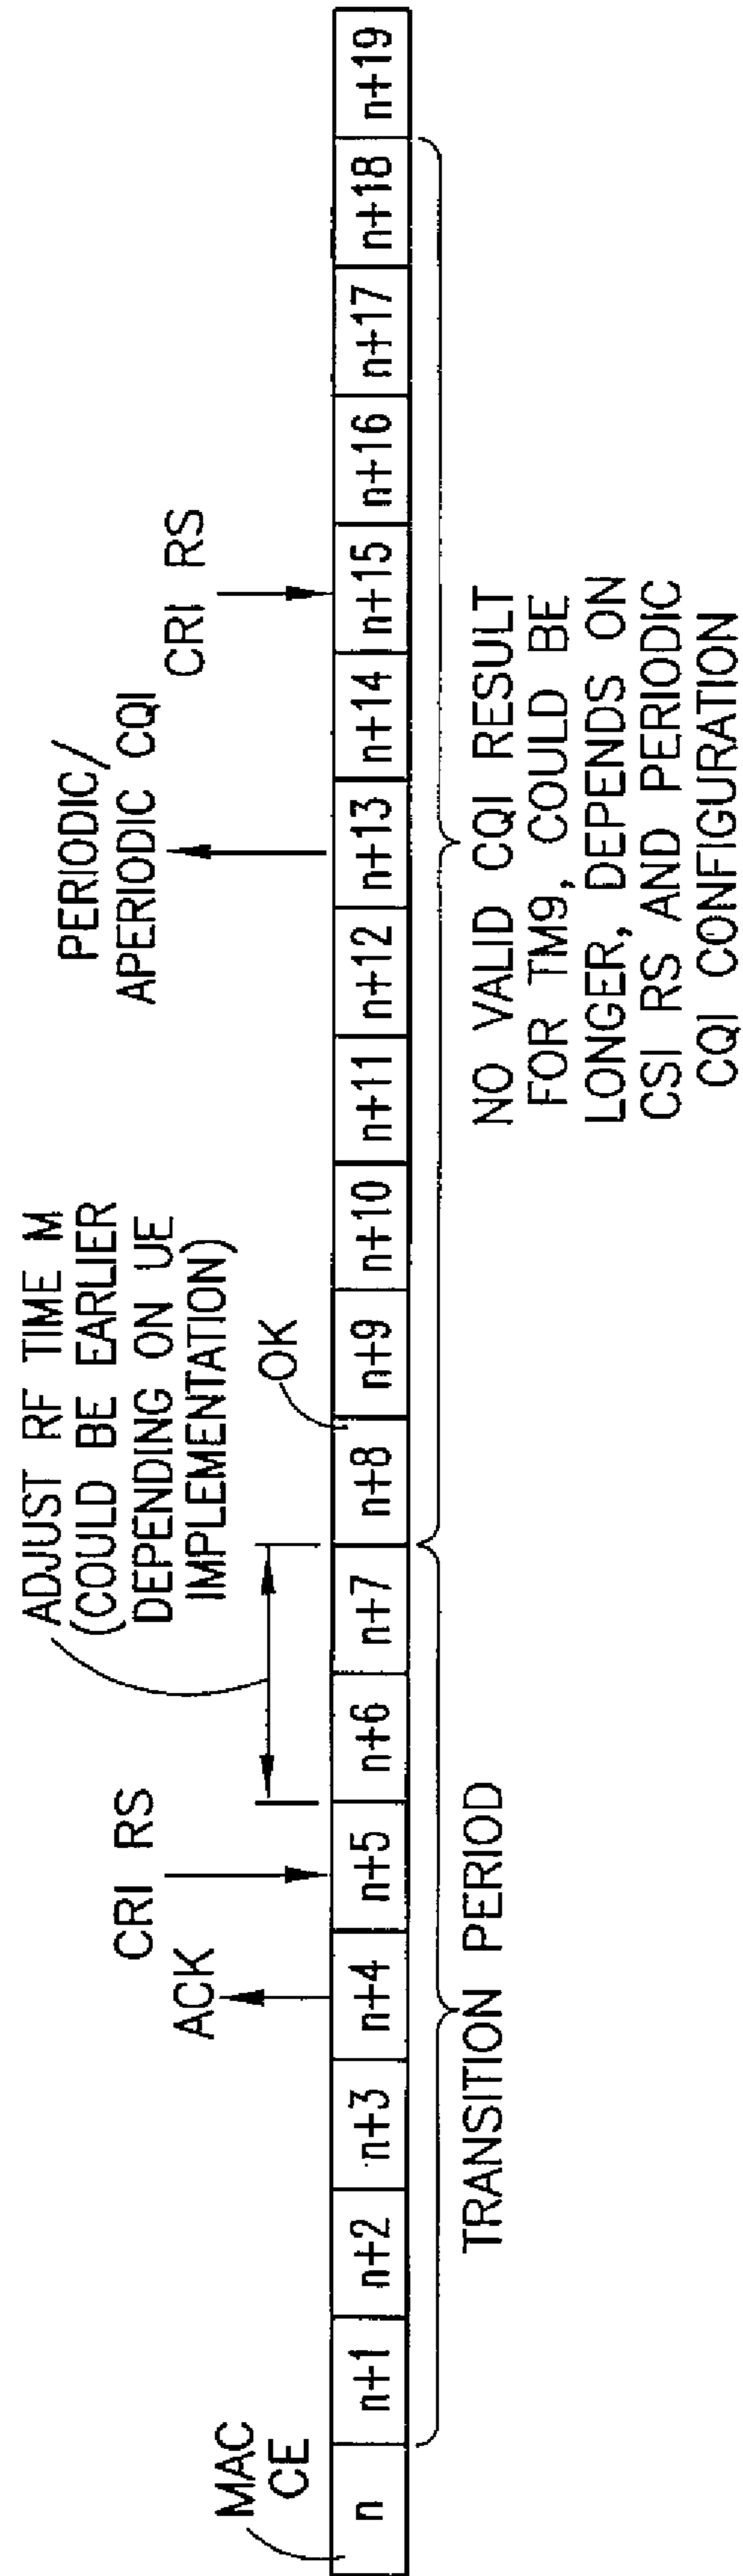 MAC
CE
ACK
CRI RS
ADJUST RF TIME M
(COULD BE EARLIER
DEPENDING ON UE
IMPLEMENTATION)
OK
PERIODIC/
APERIODIC CQI
CRI RS
n n+1 n+2 n+3 n+4 n+5 n+6 n+7 n+8 n+9 n+10 n+11 n+12 n+13 n+14 n+15 n+16 n+17 n+18 n+19
TRANSITION PERIOD
NO VALID CQI RESULT
FOR TM9, COULD BE
LONGER, DEPENDS ON
CSI RS AND PERIODIC
CQI CONFIGURATION